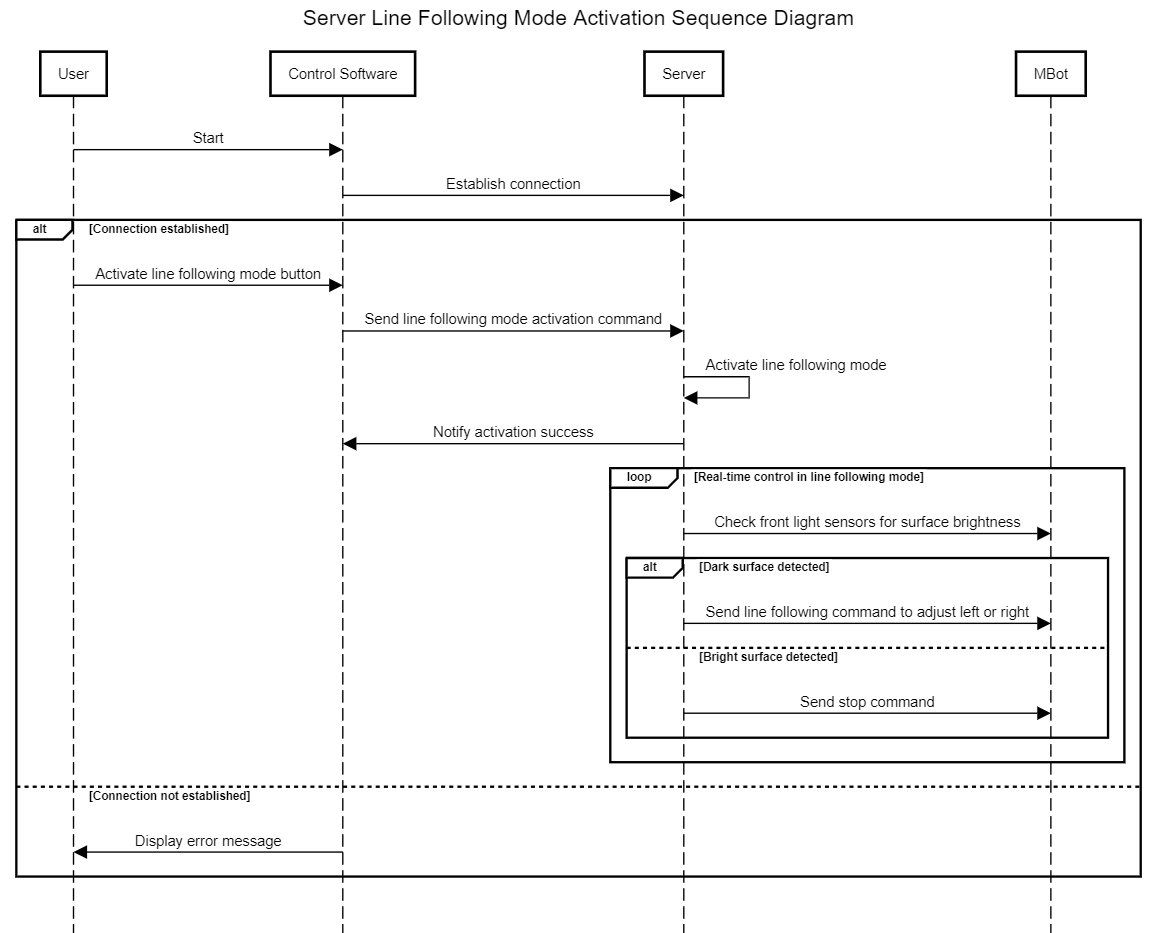 Server Line Following Mode Activation Sequence Diagram
User
Control Software
Server
MBot
Start
Establish connection
alt
[Connection established]
Activate line following mode button
Send line following mode activation command
Activate line following mode
Notify activation success
loop
[Real-time control in line following mode]
Check front light sensors for surface brightness
alt
[Dark surface detected]
Send line following command to adjust left or right
[Bright surface detected]
Send stop command
[Connection not established]
Display error message